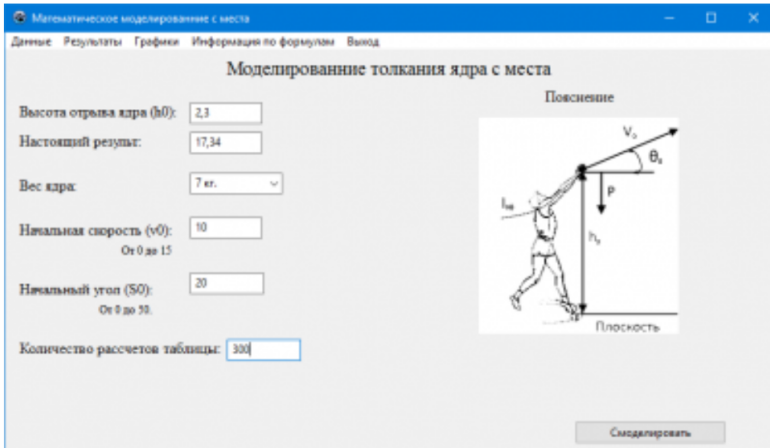 Математическое моделированние с места
Данные Результаты Графики Информация по формулам Выход
Моделированние толкания ядра с места
Пояснение
Высота отрыва ядра (h0): 2,3
Настоящий результ: 17,34
Вес ядра: 7 кг.
Начальная скорость (v0): 10
От 0 до 15
Начальный угол (S0): 20
От 0 до 50.
Количество рассчетов таблицы: 300
V₀
θ₀
P
h₀
Плоскость
Смоделировать